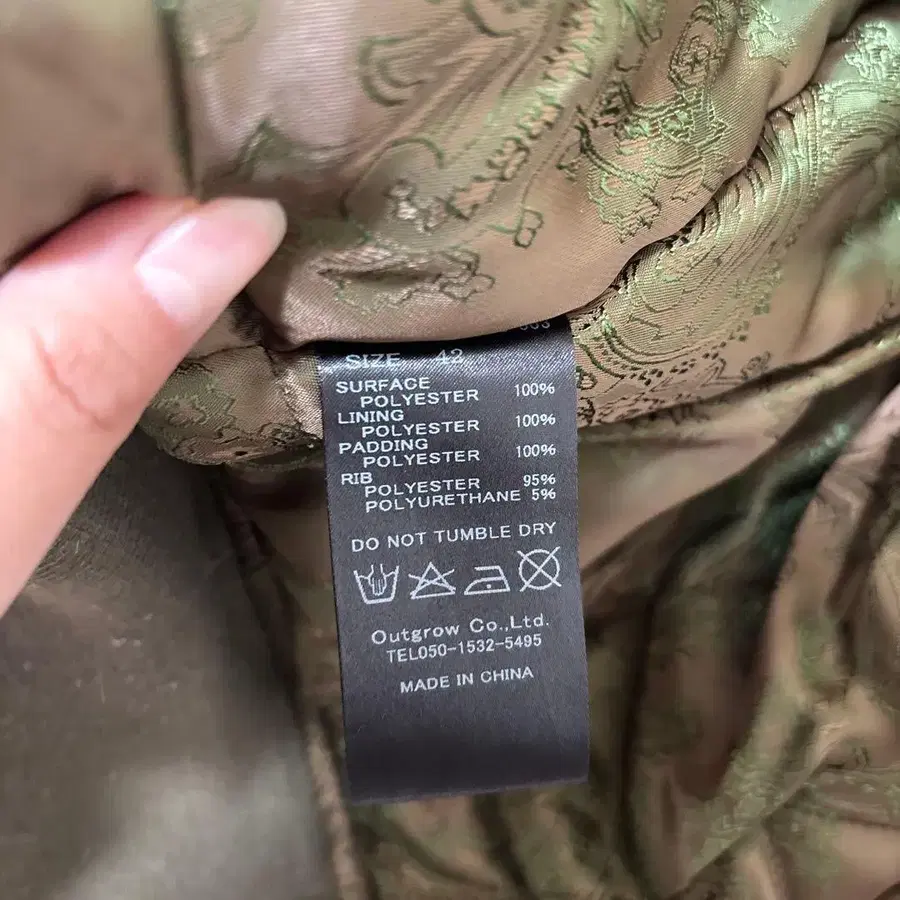 SIZE 42
SURFACE
POLYESTER 100%
LINING
POLYESTER 100%
PADDING
POLYESTER 100%
RIB
POLYESTER 95%
POLYURETHANE 5%
DO NOT TUMBLE DRY
Outgrow Co.,Ltd.
TEL050-1532-5495
MADE IN CHINA